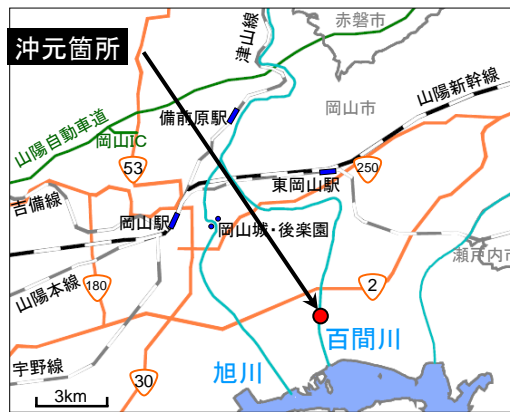 赤磐市
沖元箇所
津山線
山陽新幹線
備前原駅
岡山市
山陽自動車道
岡山IC
53
250
東岡山駅
吉備線
岡山駅
岡山城・後楽園
瀬戸内市
180
2
山陽本線
百間川
宇野線
旭川
30
3km